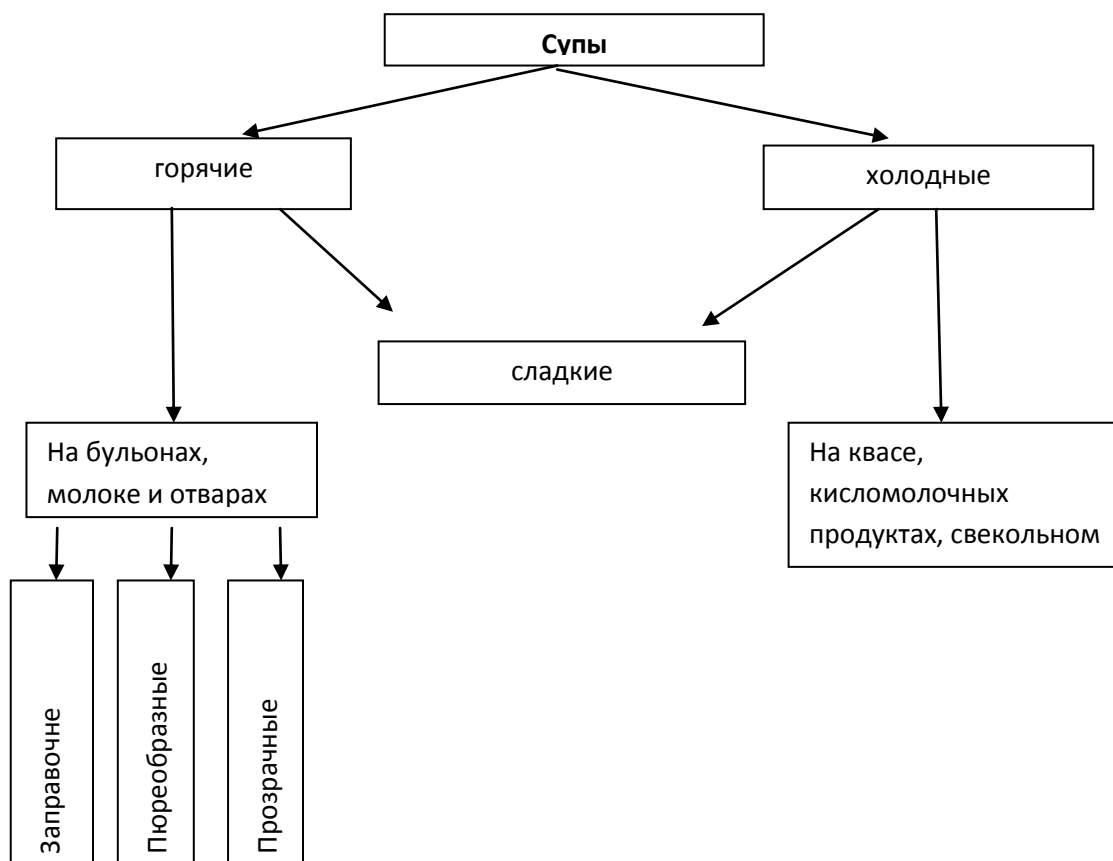 Супы
горячие
холодные
сладкие
На бульонах,
молоке и отварах
На квасе,
кисломолочных
продуктах, свекольном
Заправочне
Пюреобразные
Прозрачные